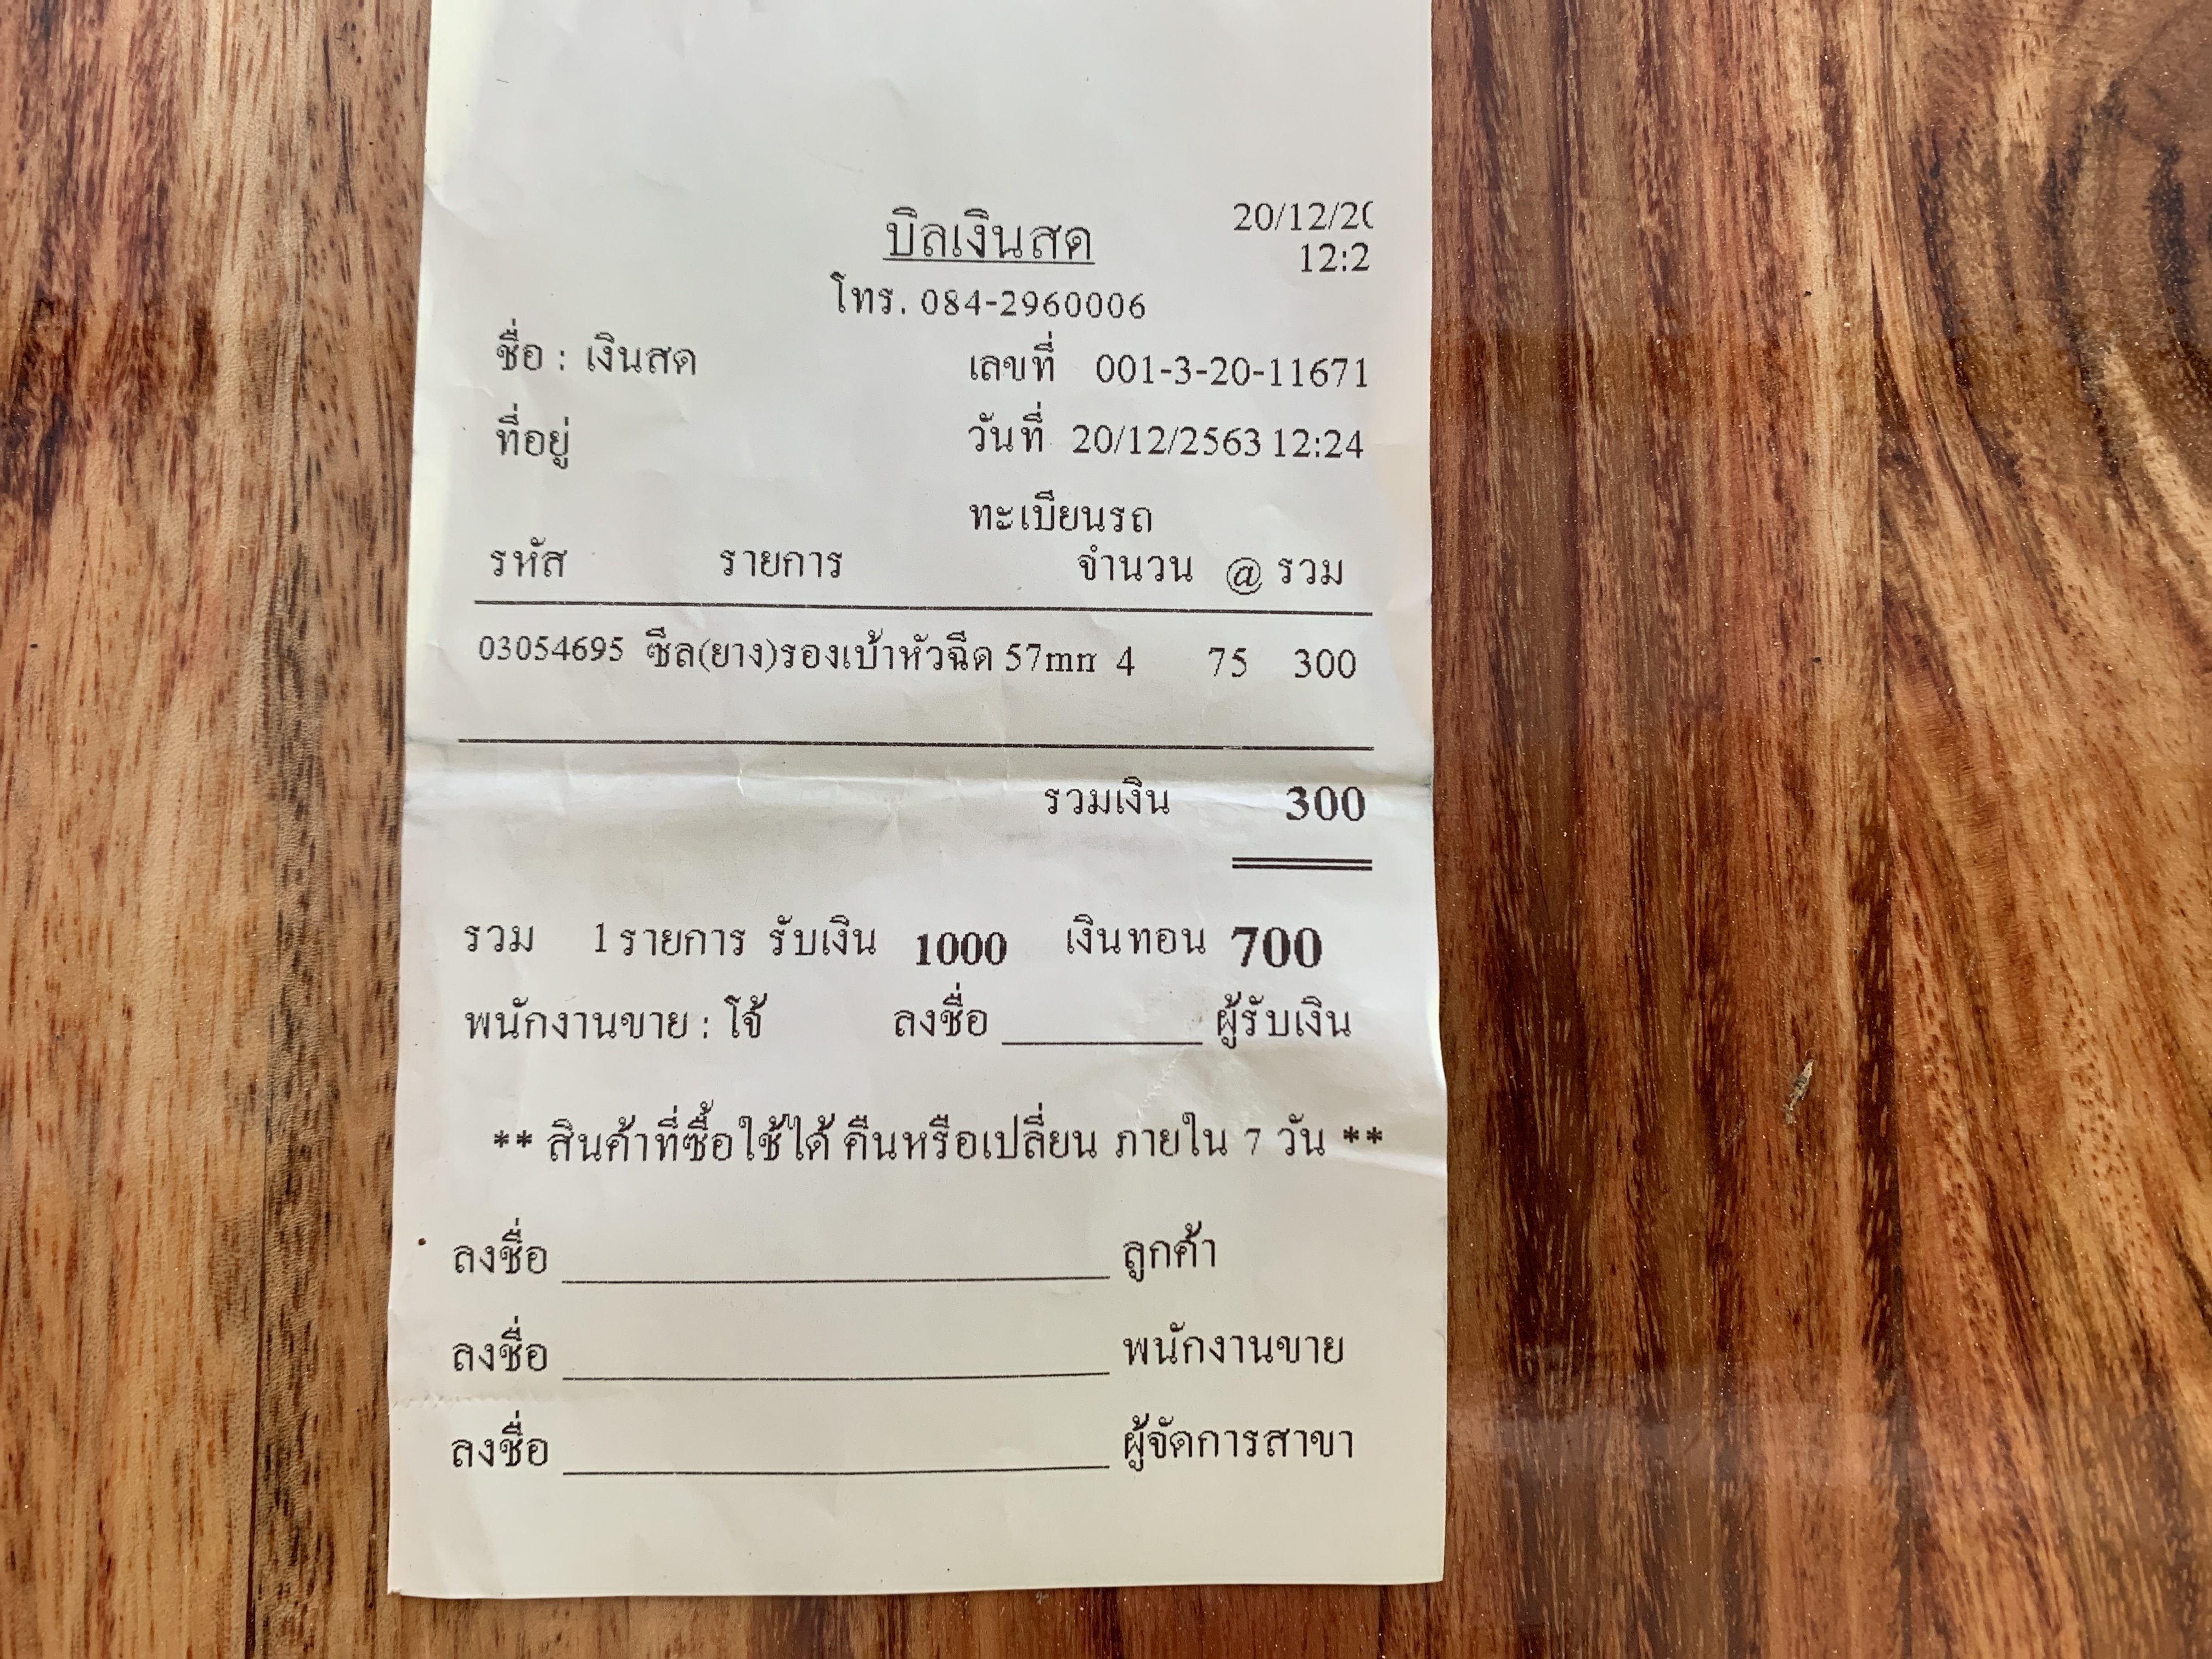 บิลเงินสด 20/12/20
12:2
โทร. 084-2960006
ชื่อ : เงินสด เลขที่ 001-3-20-11671
ที่อยู่ วันที่ 20/12/2563 12:24
ทะเบียนรถ
รหัส รายการ จำนวน @ รวม
03054695 ซีล(ยาง)รองเบ้าหัวฉีด 57mm 4 75 300
รวมเงิน 300
รวม 1 รายการ รับเงิน 1000 เงินทอน 700
พนักงานขาย : โจ้ ลงชื่อ ผู้รับเงิน
** สินค้าที่ซื้อใช้ได้ คืนหรือเปลี่ยน ภายใน 7 วัน **
ลงชื่อ ลูกค้า
ลงชื่อ พนักงานขาย
ลงชื่อ ผู้จัดการสาขา